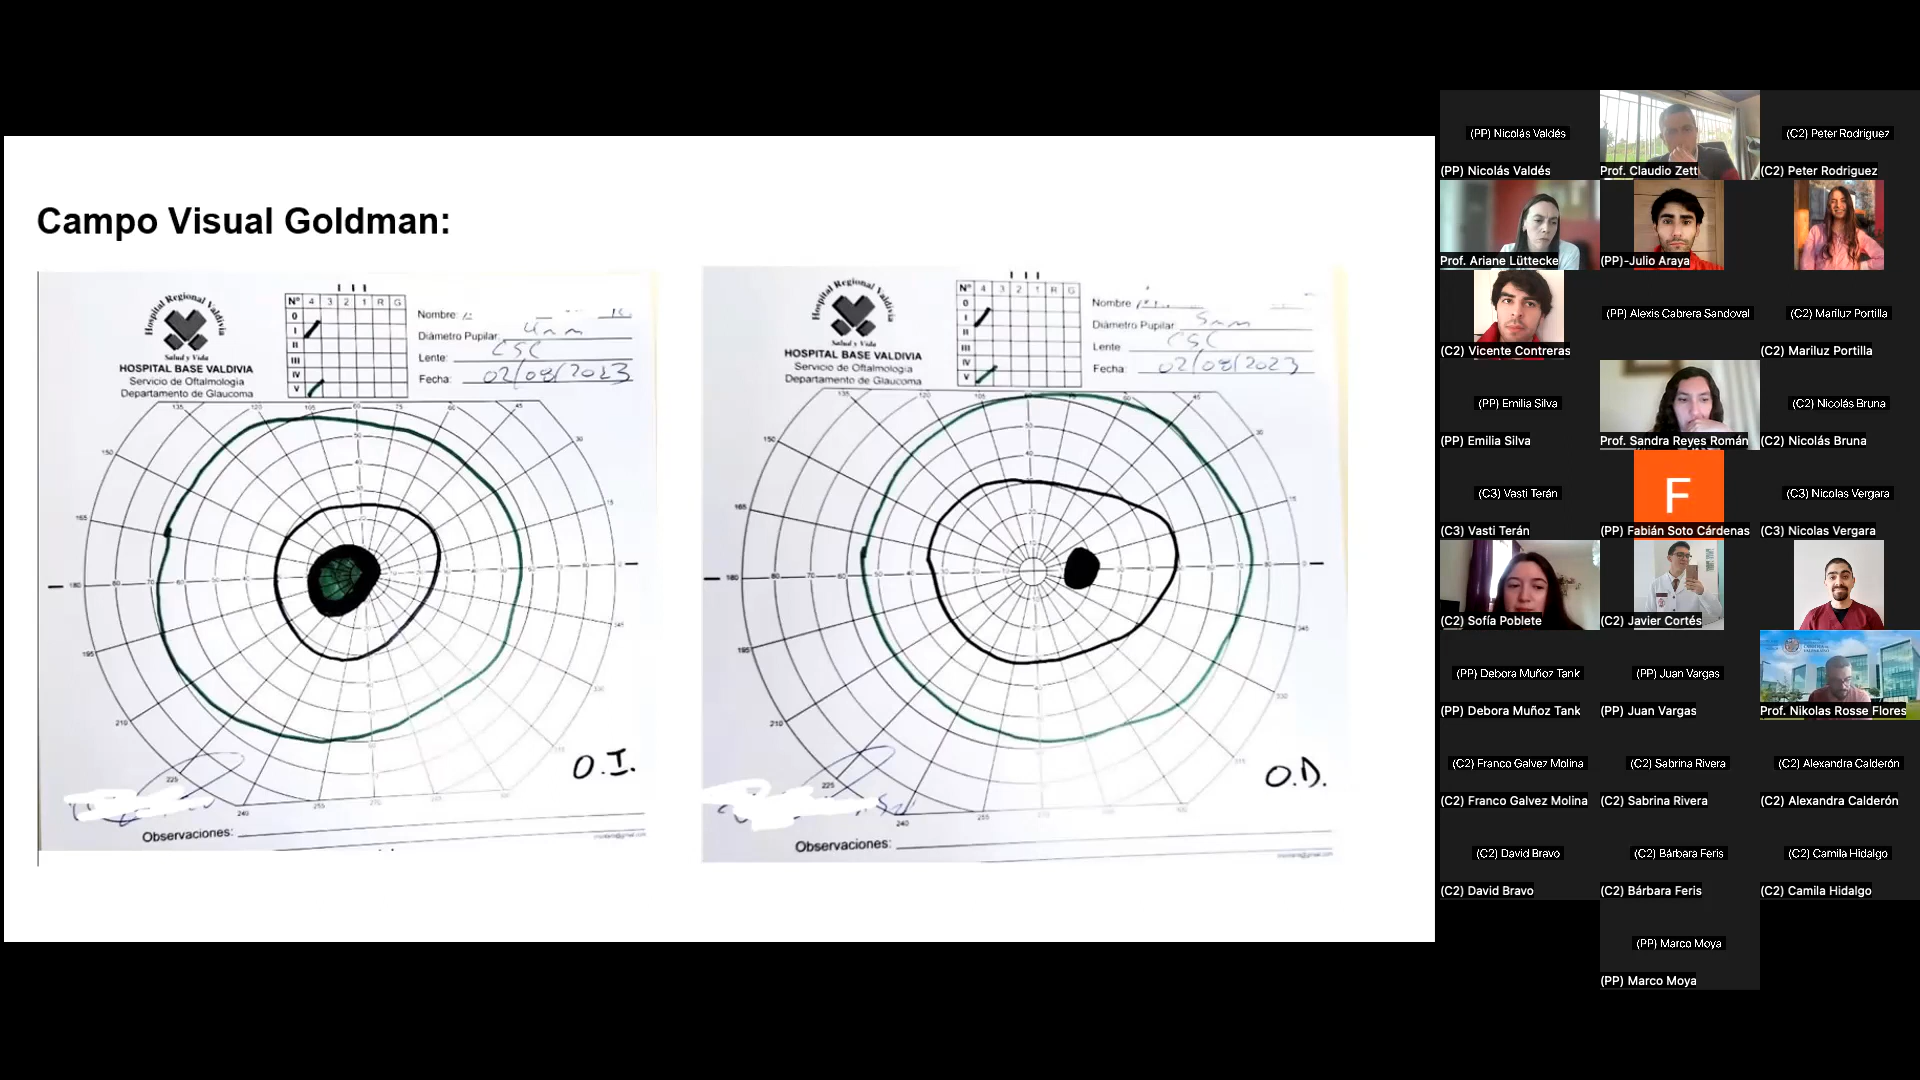 Campo Visual Goldman:
Hospital Regional Valdivia
Salud y Vida
HOSPITAL BASE VALDIVIA
Servicio de Oftalmología
Departamento de Glaucoma
Nº 4 3 2 1 R G
0
I
II
III
IV
V
Nombre:
Diámetro Pupilar: 4mm
Lente: CSC
Fecha: 02/08/2023
O.I.
Observaciones:
Hospital Regional Valdivia
Salud y Vida
HOSPITAL BASE VALDIVIA
Servicio de Oftalmología
Departamento de Glaucoma
Nº 4 3 2 1 R G
0
I
II
III
IV
V
Nombre
Diámetro Pupilar 5mm
Lente CSC
Fecha: 02/08/2023
O.D.
Observaciones:
(PP) Nicolás Valdés
(PP) Nicolás Valdés
Prof. Claudio Zett
(C2) Peter Rodriguez
(C2) Peter Rodriguez
Prof. Ariane Lüttecke
(PP)-Julio Araya
(C2) Vicente Contreras
(PP) Alexis Cabrera Sandoval
(C2) Mariluz Portilla
(C2) Mariluz Portilla
(PP) Emilia Silva
(PP) Emilia Silva
Prof. Sandra Reyes Román
(C2) Nicolás Bruna
(C2) Nicolás Bruna
(C3) Vasti Terán
(C3) Vasti Terán
F
(PP) Fabián Soto Cárdenas
(C3) Nicolas Vergara
(C3) Nicolas Vergara
(C2) Sofía Poblete
(C2) Javier Cortés
(PP) Debora Muñoz Tank
(PP) Debora Muñoz Tank
(PP) Juan Vargas
(PP) Juan Vargas
Prof. Nikolas Rosse Flores
(C2) Franco Galvez Molina
(C2) Franco Galvez Molina
(C2) Sabrina Rivera
(C2) Sabrina Rivera
(C2) Alexandra Calderón
(C2) Alexandra Calderón
(C2) David Bravo
(C2) David Bravo
(C2) Bárbara Feris
(C2) Bárbara Feris
(C2) Camila Hidalgo
(C2) Camila Hidalgo
(PP) Marco Moya
(PP) Marco Moya